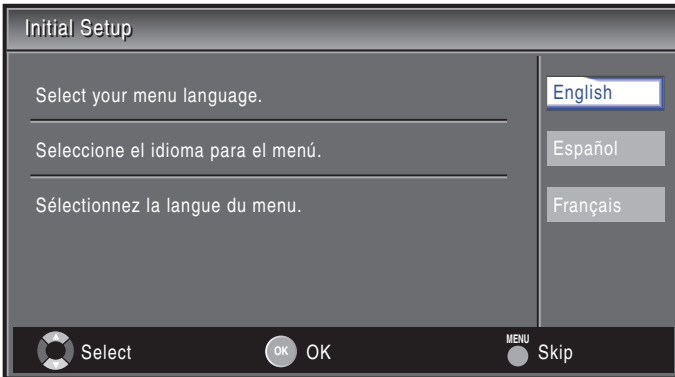 Initial Setup
Select your menu language.
English
Seleccione el idioma para el menú.
Español
Sélectionnez la langue du menu.
Français
Select
OK OK
MENU Skip